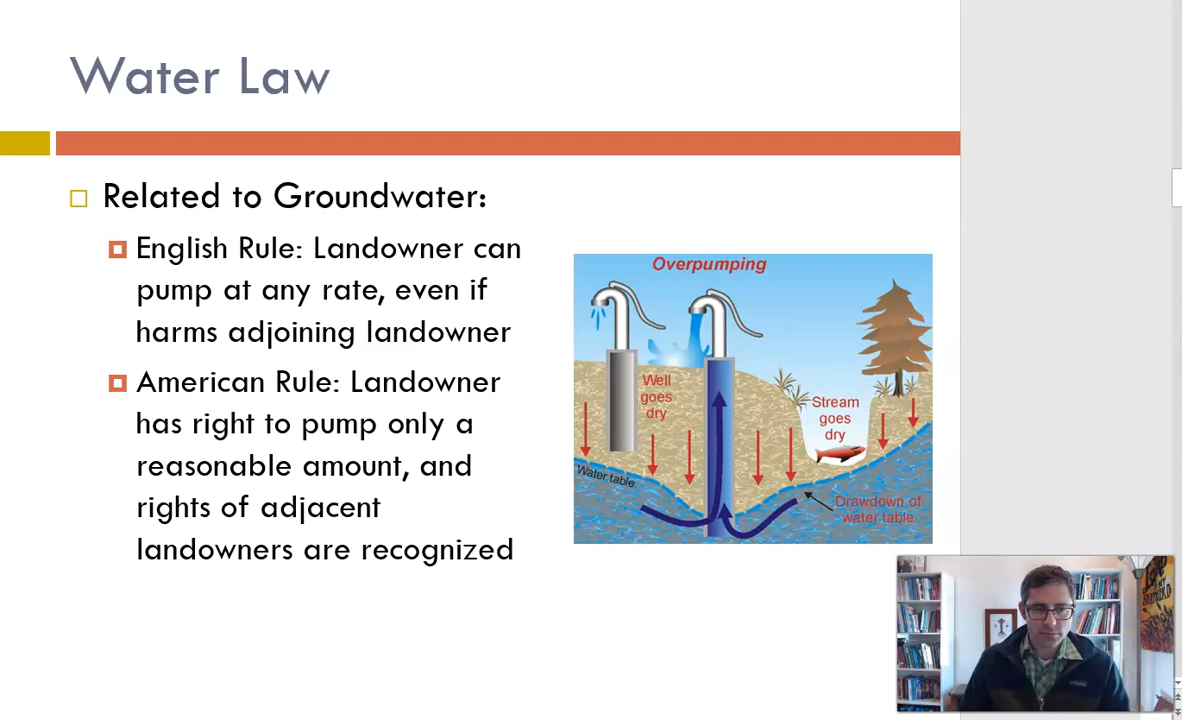 Water Law
Related to Groundwater:
English Rule: Landowner can
pump at any rate, even if
harms adjoining landowner
American Rule: Landowner
has right to pump only a
reasonable amount, and
rights of adjacent
landowners are recognized
Overpumping
Well
goes
dry
Stream
goes
dry
Water table
Drawdown of
water table